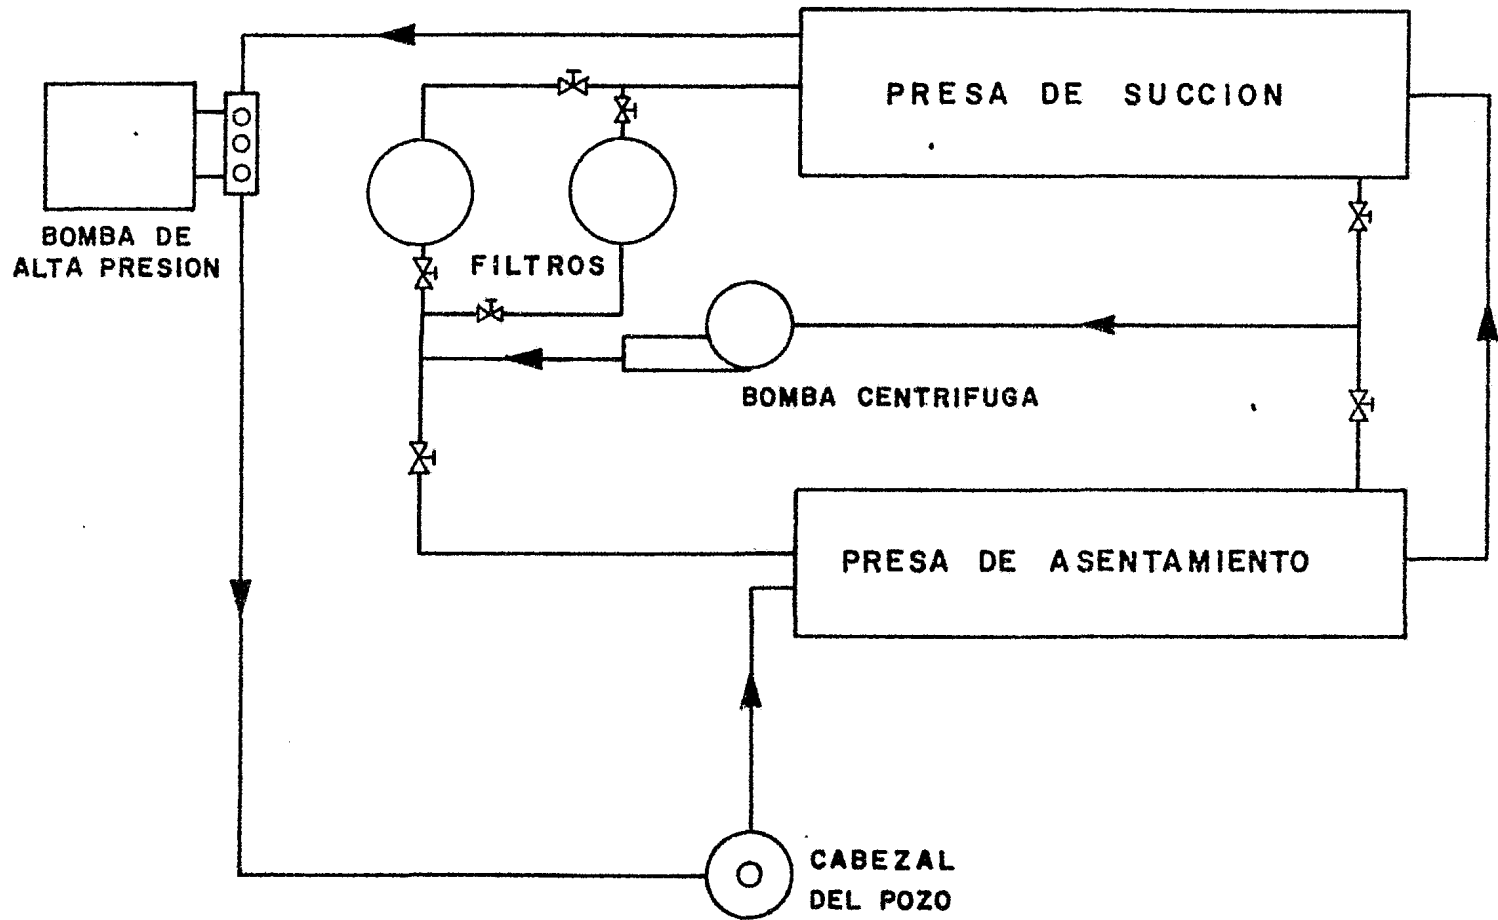 PRESA DE SUCCION
BOMBA DE
ALTA PRESION
FILTROS
BOMBA CENTRIFUGA
PRESA DE ASENTAMIENTO
CABEZAL
DEL POZO